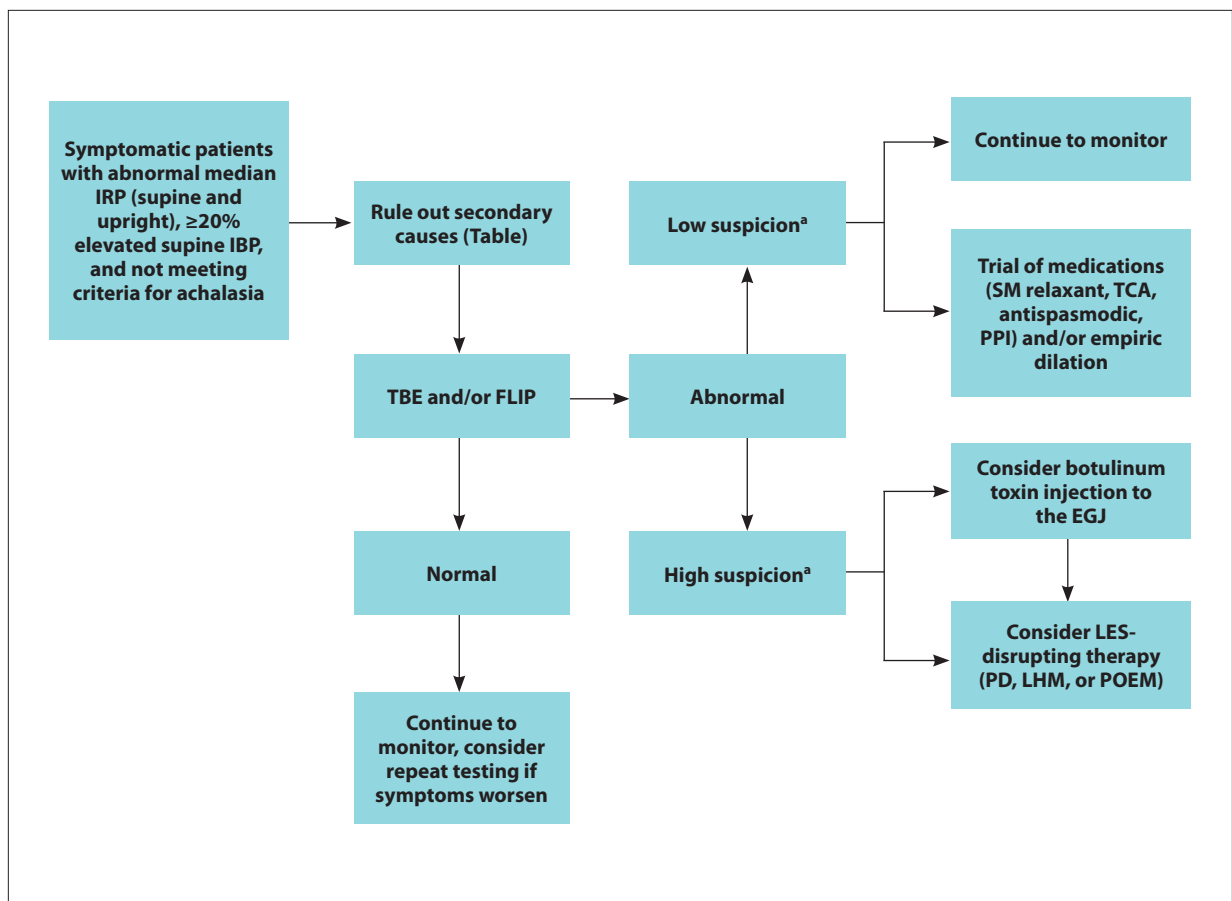 Symptomatic patients
with abnormal median
IRP (supine and
upright), ≥20%
elevated supine IBP,
and not meeting
criteria for achalasia
Rule out secondary
causes (Table)
TBE and/or FLIP
Normal
Continue to
monitor, consider
repeat testing if
symptoms worsen
Abnormal
Low suspicionᵃ
Continue to monitor
Trial of medications
(SM relaxant, TCA,
antispasmodic,
PPI) and/or empiric
dilation
High suspicionᵃ
Consider botulinum
toxin injection to
the EGJ
Consider LES-
disrupting therapy
(PD, LHM, or POEM)